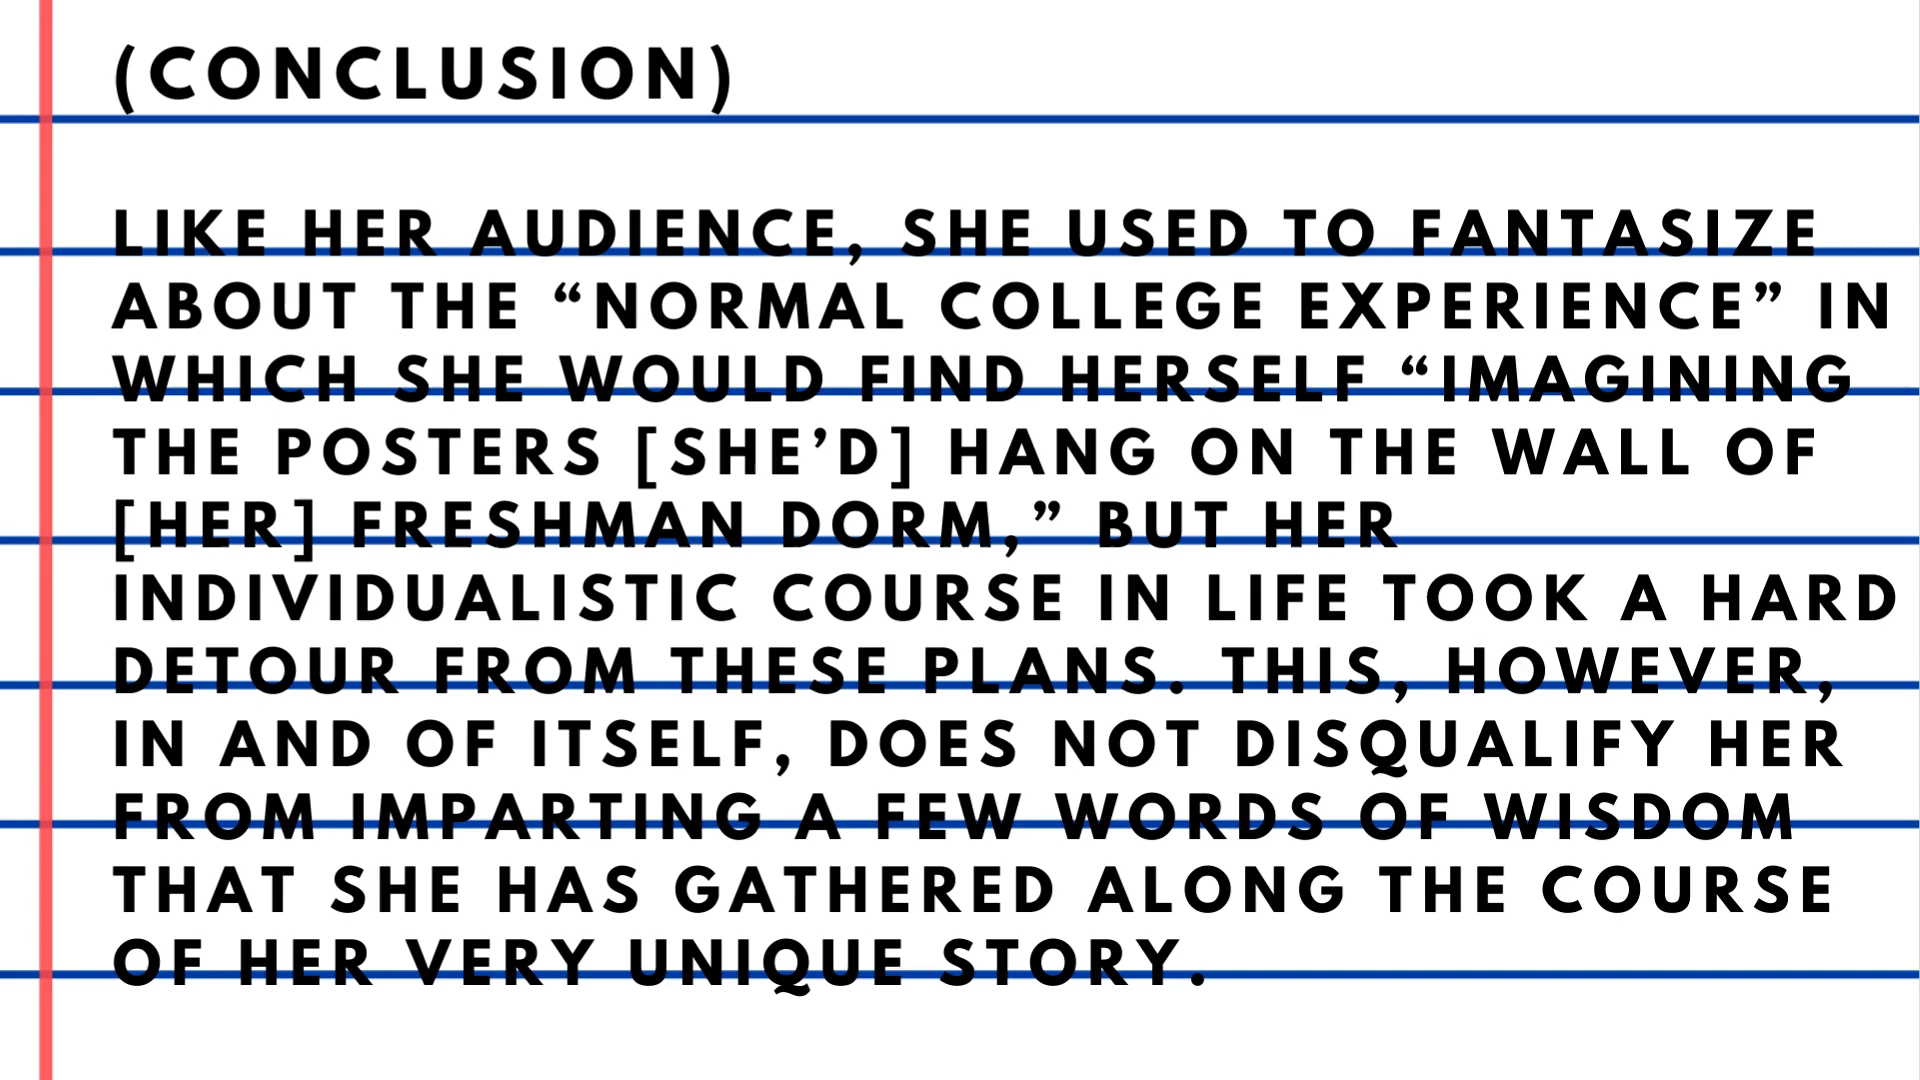 (CONCLUSION)
LIKE HER AUDIENCE, SHE USED TO FANTASIZE
ABOUT THE “NORMAL COLLEGE EXPERIENCE” IN
WHICH SHE WOULD FIND HERSELF “IMAGINING
THE POSTERS [SHE’D] HANG ON THE WALL OF
[HER] FRESHMAN DORM,” BUT HER
INDIVIDUALISTIC COURSE IN LIFE TOOK A HARD
DETOUR FROM THESE PLANS. THIS, HOWEVER,
IN AND OF ITSELF, DOES NOT DISQUALIFY HER
FROM IMPARTING A FEW WORDS OF WISDOM
THAT SHE HAS GATHERED ALONG THE COURSE
OF HER VERY UNIQUE STORY.